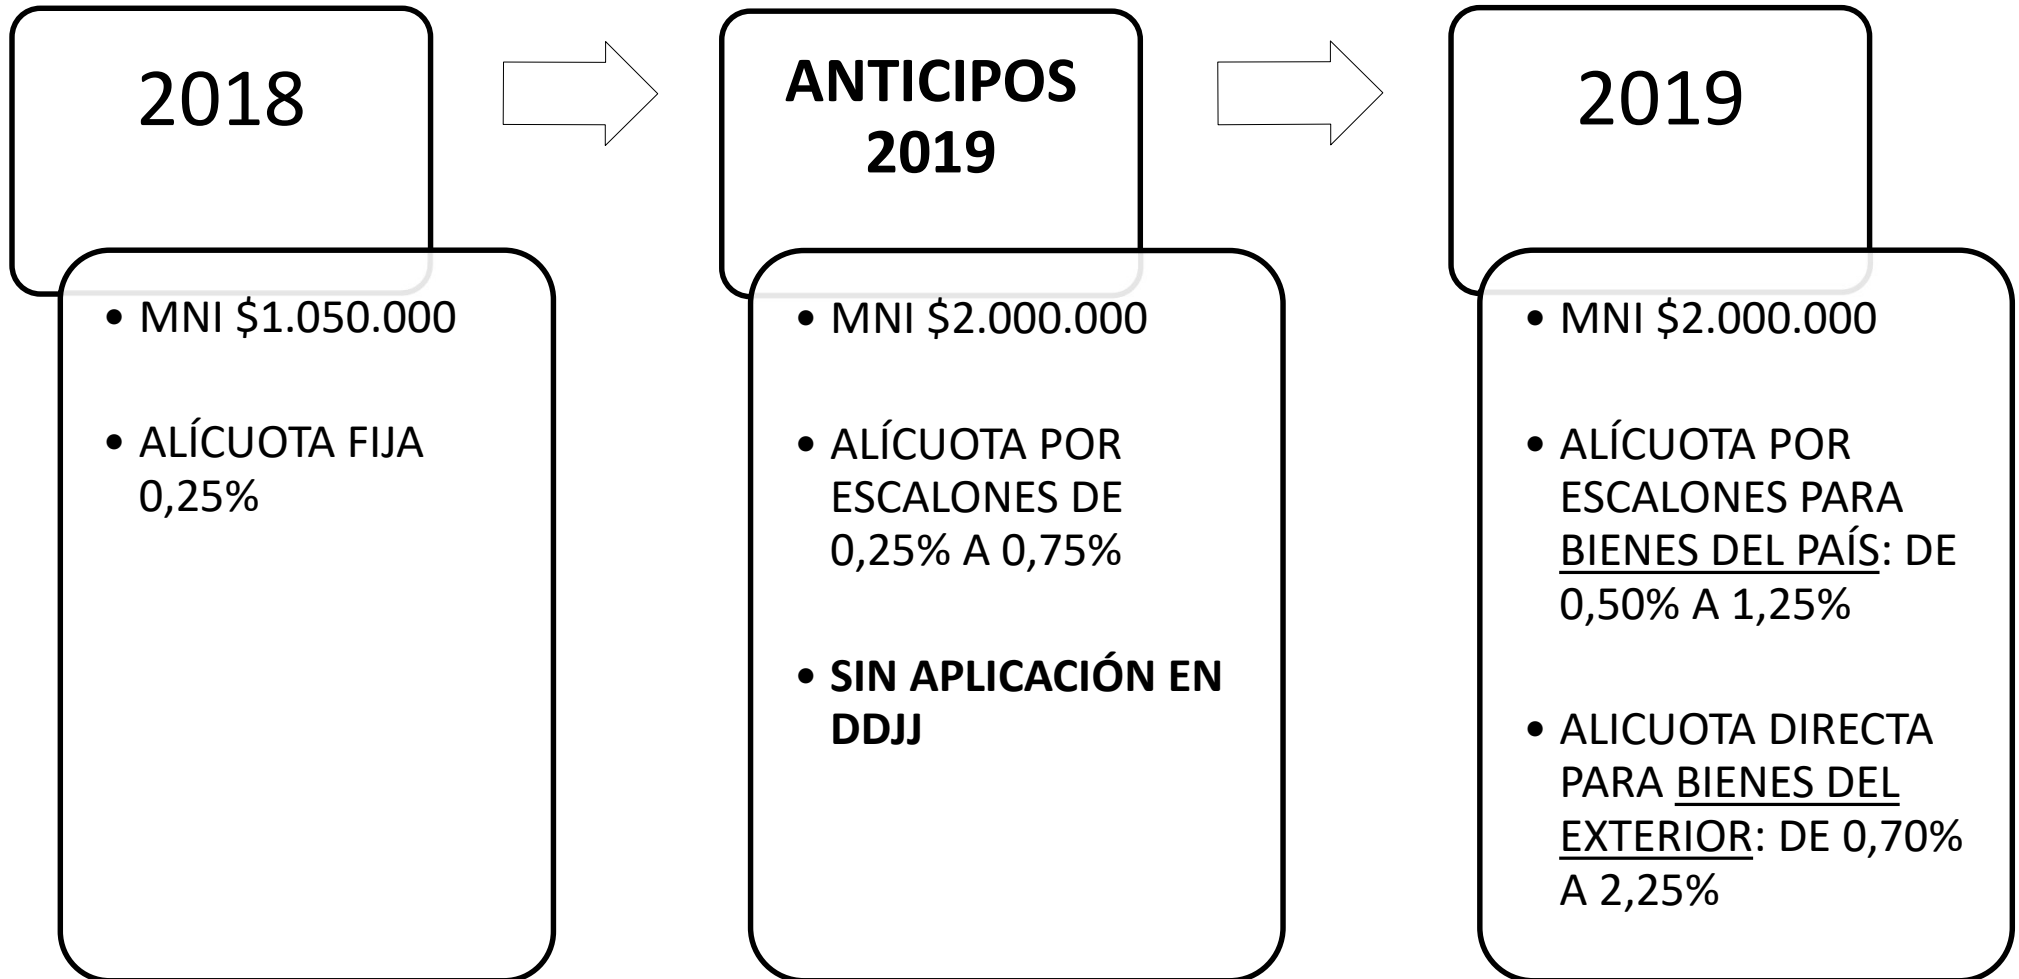 2018
• MNI $1.050.000
• ALÍCUOTA FIJA
0,25%
ANTICIPOS
2019
• MNI $2.000.000
• ALÍCUOTA POR
ESCALONES DE
0,25% A 0,75%
• SIN APLICACIÓN EN
DDJJ
2019
• MNI $2.000.000
• ALÍCUOTA POR
ESCALONES PARA
BIENES DEL PAÍS: DE
0,50% A 1,25%
• ALICUOTA DIRECTA
PARA BIENES DEL
EXTERIOR: DE 0,70%
A 2,25%